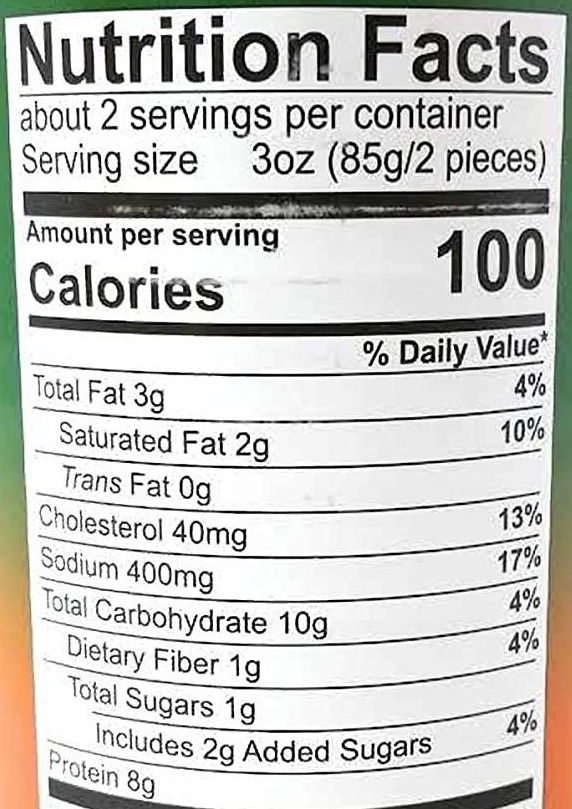 Nutrition Facts
about 2 servings per container
Serving size 3oz (85g/2 pieces)
Amount per serving
Calories 100
% Daily Value*
Total Fat 3g 4%
Saturated Fat 2g 10%
Trans Fat 0g
Cholesterol 40mg 13%
Sodium 400mg 17%
Total Carbohydrate 10g 4%
Dietary Fiber 1g 4%
Total Sugars 1g
Includes 2g Added Sugars 4%
Protein 8g